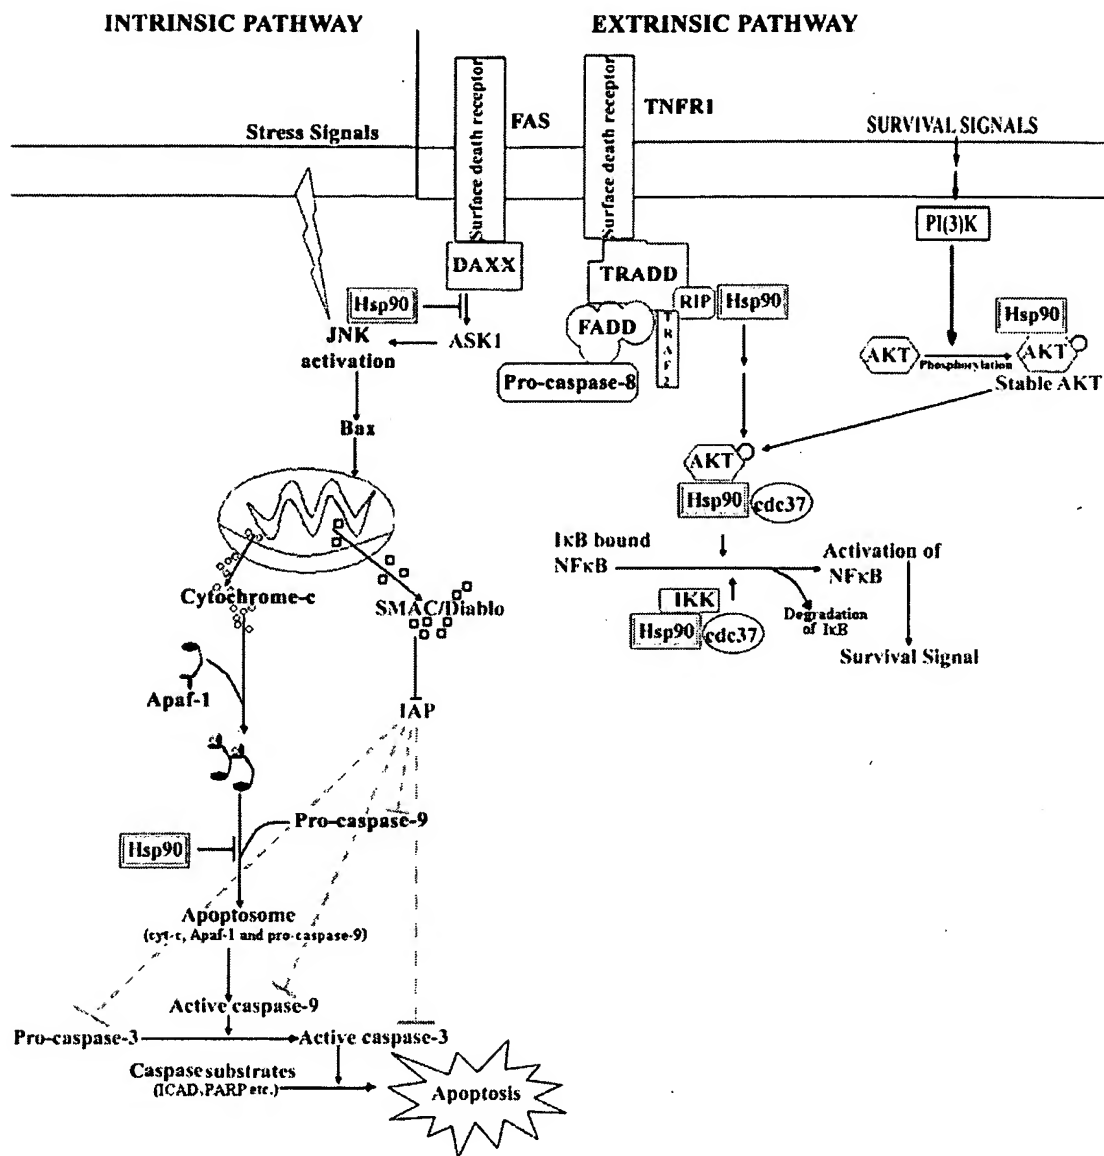 INTRINSIC PATHWAY
EXTRINSIC PATHWAY
Surface death receptor
FAS
Surface death receptor
TNFR1
Stress Signals
SURVIVAL SIGNALS
PI(3)K
DAXX
TRADD
Hsp90
RIP
Hsp90
Hsp90
FADD
TRAF2
JNK
activation
ASK1
AKT
Phosphorylation
AKT
Stable AKT
Pro-caspase-8
Bax
AKT
Hsp90
cdc37
IκB bound
NFκB
Activation of
NFκB
Cytochrome-c
SMAC/Diablo
IKK
Hsp90
cdc37
Degradation
of IκB
Survival Signal
Apaf-1
IAP
Pro-caspase-9
Hsp90
Apoptosome
(cyt-c, Apaf-1 and pro-caspase-9)
Active caspase-9
Pro-caspase-3
Active caspase-3
Caspase substrates
(ICAD,PARP etc.)
Apoptosis